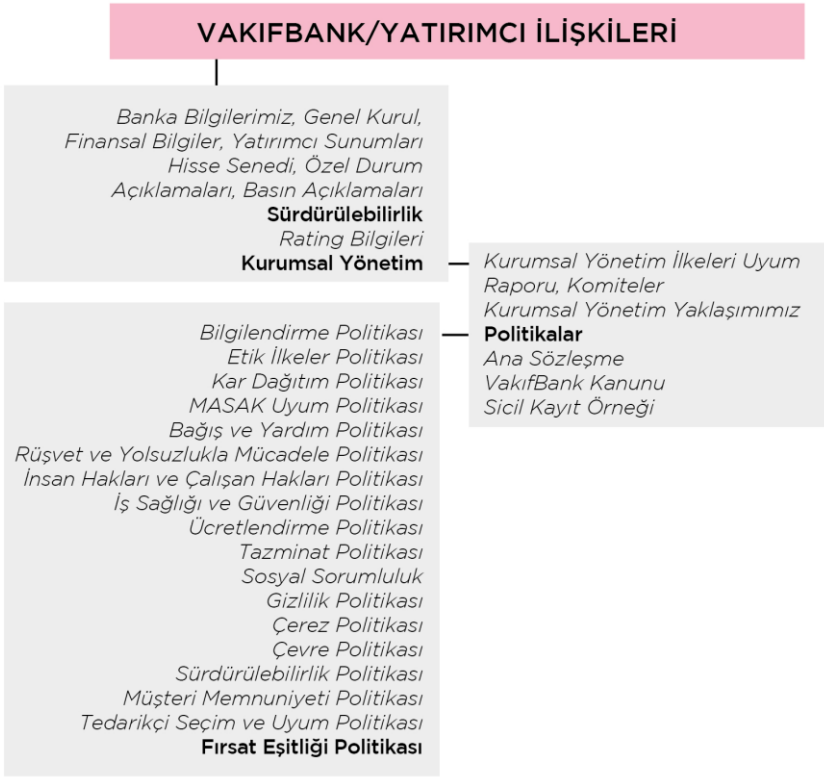 VAKIFBANK/YATIRIMCI İLİŞKİLERİ
Banka Bilgilerimiz, Genel Kurul,
Finansal Bilgiler, Yatırımcı Sunumları
Hisse Senedi, Özel Durum
Açıklamaları, Basın Açıklamaları
Sürdürülebilirlik
Rating Bilgileri
Kurumsal Yönetim
Kurumsal Yönetim İlkeleri Uyum
Raporu, Komiteler
Kurumsal Yönetim Yaklaşımımız
Politikalar
Ana Sözleşme
VakıfBank Kanunu
Sicil Kayıt Örneği
Bilgilendirme Politikası
Etik İlkeler Politikası
Kar Dağıtım Politikası
MASAK Uyum Politikası
Bağış ve Yardım Politikası
Rüşvet ve Yolsuzlukla Mücadele Politikası
İnsan Hakları ve Çalışan Hakları Politikası
İş Sağlığı ve Güvenliği Politikası
Ücretlendirme Politikası
Tazminat Politikası
Sosyal Sorumluluk
Gizlilik Politikası
Çerez Politikası
Çevre Politikası
Sürdürülebilirlik Politikası
Müşteri Memnuniyeti Politikası
Tedarikçi Seçim ve Uyum Politikası
Fırsat Eşitliği Politikası